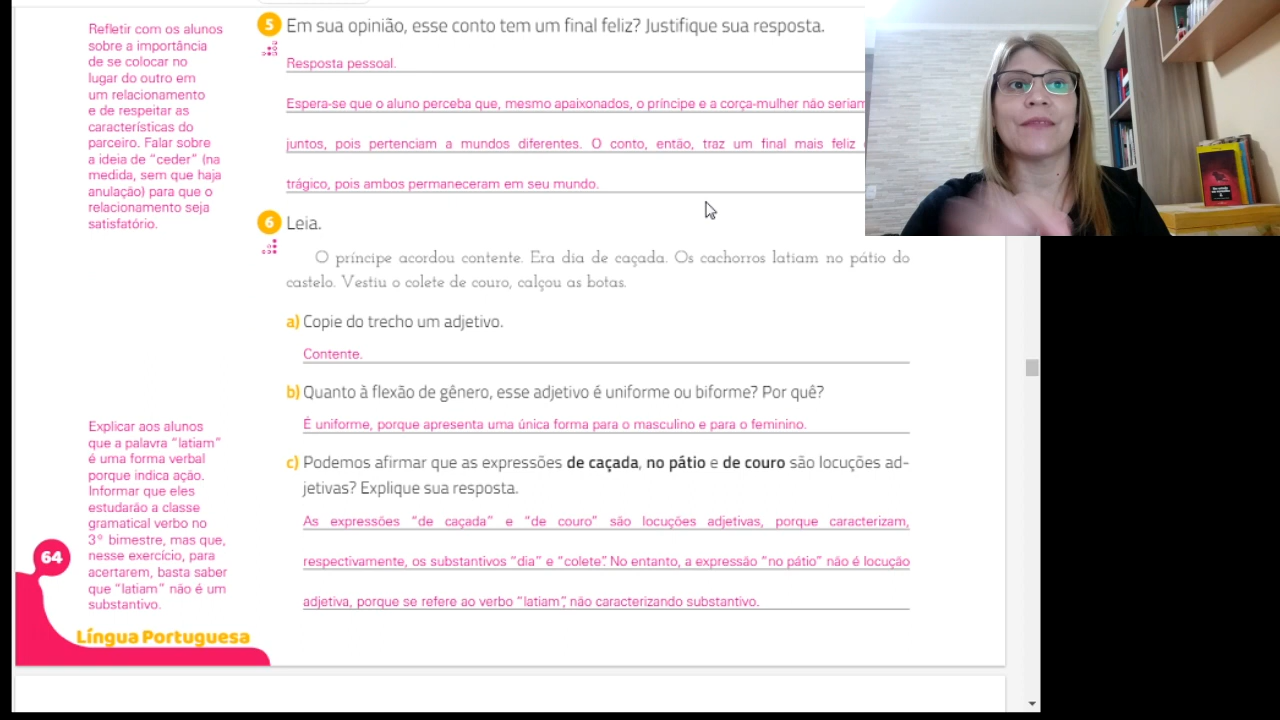 Refletir com os alunos
sobre a importância
de se colocar no
lugar do outro em
um relacionamento
e de respeitar as
características do
parceiro. Falar sobre
a ideia de “ceder” (na
medida, sem que haja
anulação) para que o
relacionamento seja
satisfatório.
5 Em sua opinião, esse conto tem um final feliz? Justifique sua resposta.
Resposta pessoal.
Espera-se que o aluno perceba que, mesmo apaixonados, o príncipe e a corça-mulher não seriam
juntos, pois pertenciam a mundos diferentes. O conto, então, traz um final mais feliz
trágico, pois ambos permaneceram em seu mundo.
6 Leia.
O príncipe acordou contente. Era dia de caçada. Os cachorros latiam no pátio do
castelo. Vestiu o colete de couro, calçou as botas.
a) Copie do trecho um adjetivo.
Contente.
b) Quanto à flexão de gênero, esse adjetivo é uniforme ou biforme? Por quê?
É uniforme, porque apresenta uma única forma para o masculino e para o feminino.
c) Podemos afirmar que as expressões de caçada, no pátio e de couro são locuções ad-
jetivas? Explique sua resposta.
As expressões “de caçada” e “de couro” são locuções adjetivas, porque caracterizam,
respectivamente, os substantivos “dia” e “colete”. No entanto, a expressão “no pátio” não é locução
adjetiva, porque se refere ao verbo “latiam”, não caracterizando substantivo.
Explicar aos alunos
que a palavra “latiam”
é uma forma verbal
porque indica ação.
Informar que eles
estudarão a classe
gramatical verbo no
3º bimestre, mas que,
nesse exercício, para
acertarem, basta saber
que “latiam” não é um
substantivo.
64
Língua Portuguesa